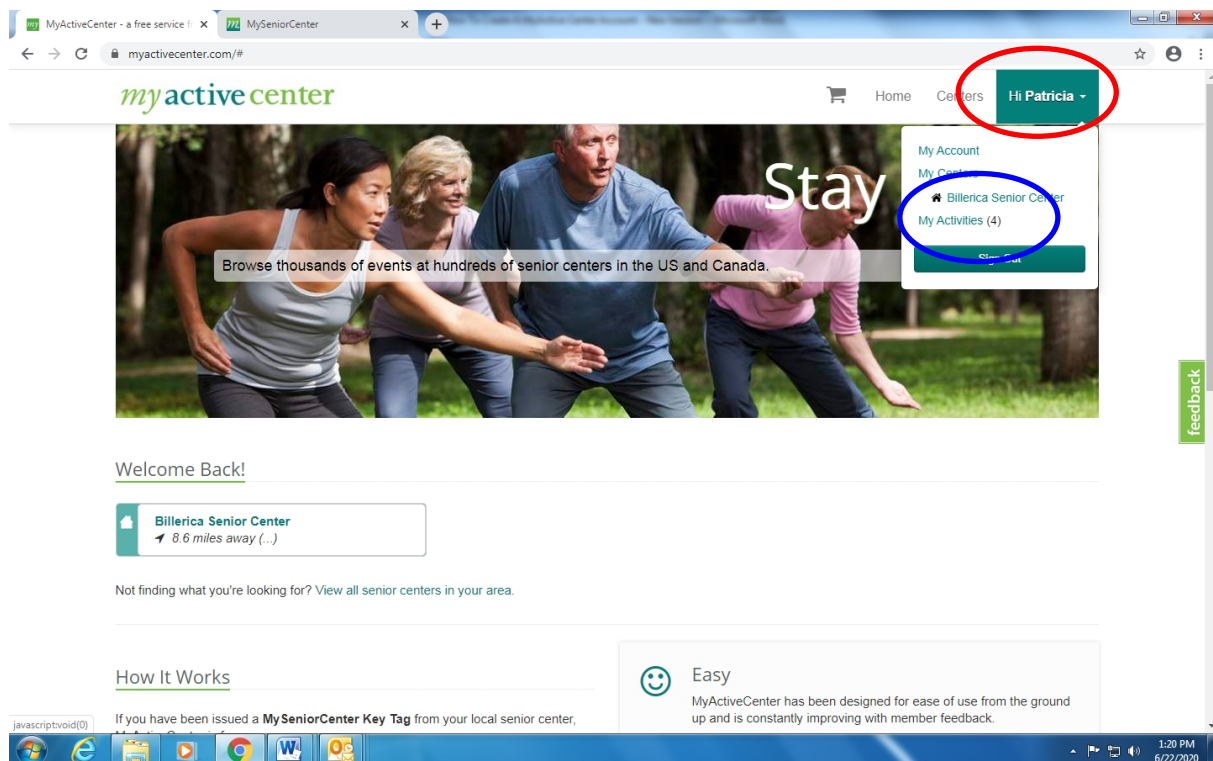 MyActiveCenter - a free service f
MySeniorCenter
myactivecenter.com/#
my active center
Home Centers Hi Patricia
My Account
My Centers
Billerica Senior Center
My Activities (4)
Sign Out
Stay
Browse thousands of events at hundreds of senior centers in the US and Canada.
feedback
Welcome Back!
Billerica Senior Center
8.6 miles away (...)
Not finding what you're looking for? View all senior centers in your area.
How It Works
If you have been issued a MySeniorCenter Key Tag from your local senior center,
Easy
MyActiveCenter has been designed for ease of use from the ground
up and is constantly improving with member feedback.
javascript:void(0)
1:20 PM
6/22/2020